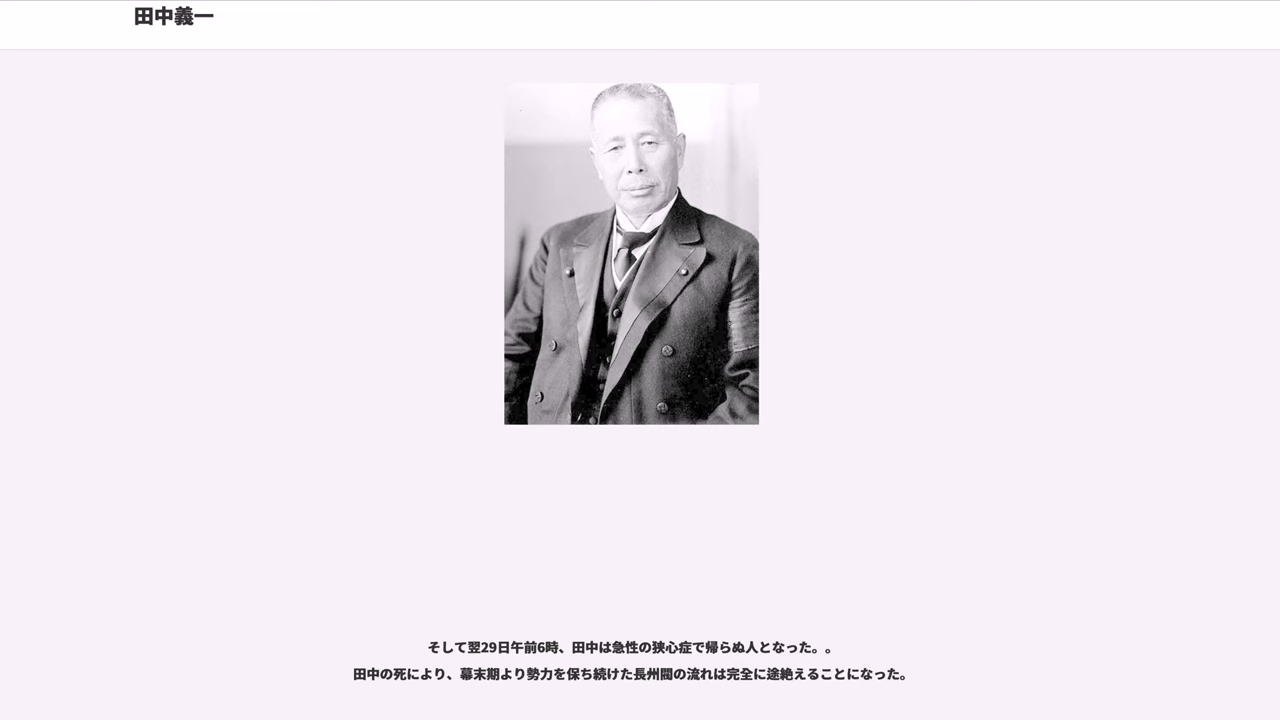 田中義一
そして翌29日午前6時、田中は急性の狭心症で帰らぬ人となった。。
田中の死により、幕末期より勢力を保ち続けた長州閥の流れは完全に途絶えることになった。